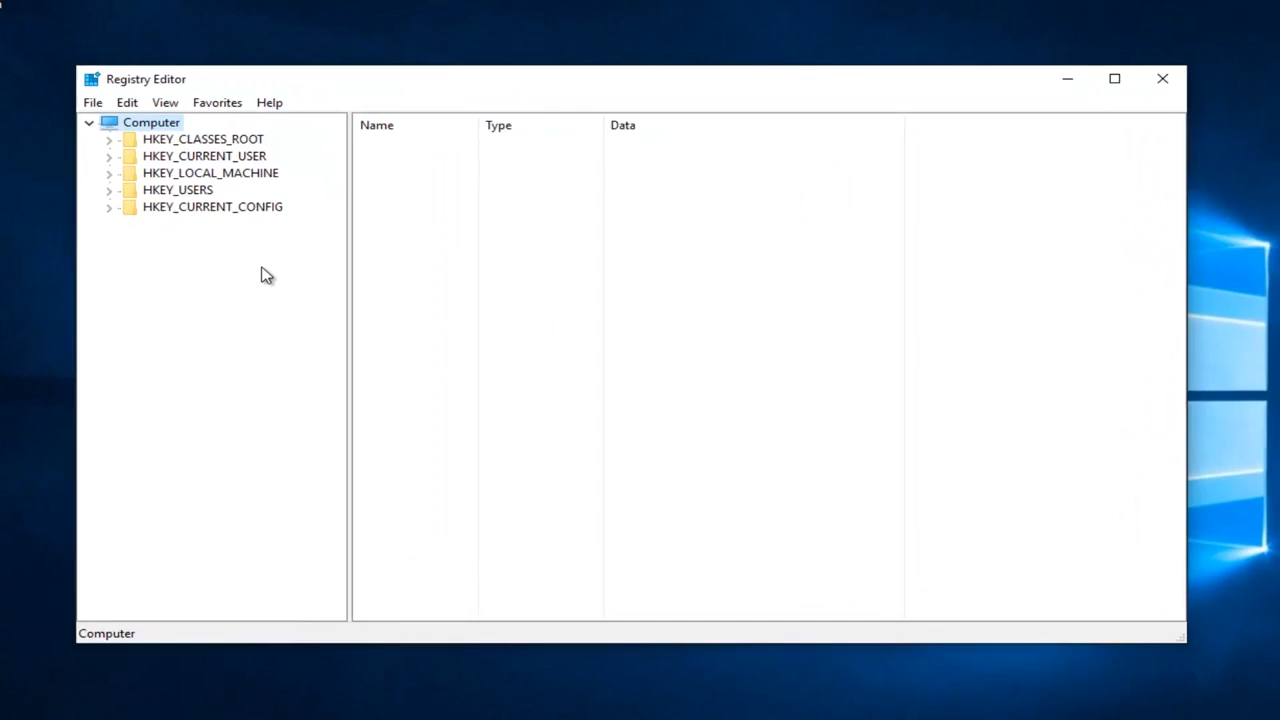 Registry Editor
File Edit View Favorites Help
Computer
HKEY_CLASSES_ROOT
HKEY_CURRENT_USER
HKEY_LOCAL_MACHINE
HKEY_USERS
HKEY_CURRENT_CONFIG
Name Type Data
Computer